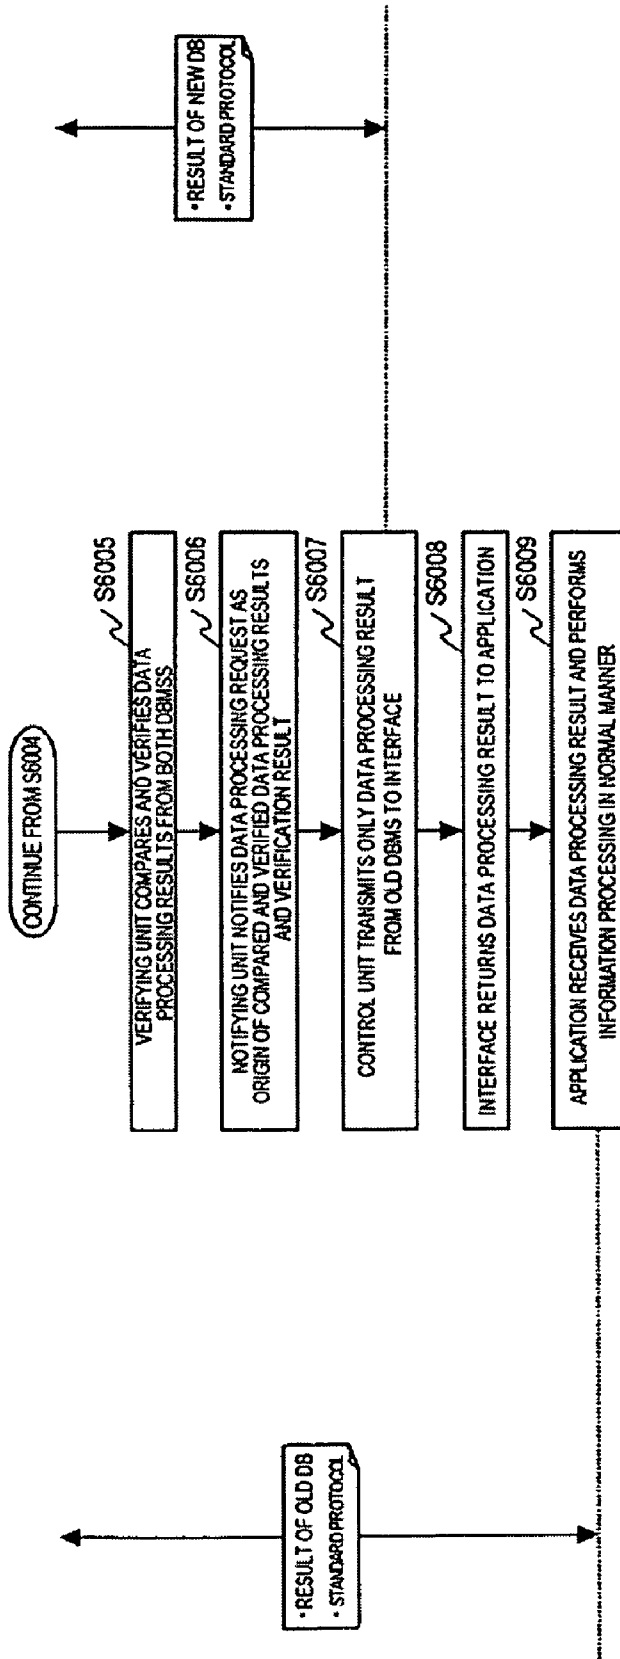 CONTINUE FROM S6004
S6005
VERIFYING UNIT COMPARES AND VERIFIES DATA
PROCESSING RESULTS FROM BOTH DBMSS
S6006
NOTIFYING UNIT NOTIFIES DATA PROCESSING REQUEST AS
ORIGIN OF COMPARED AND VERIFIED DATA PROCESSING RESULTS
AND VERIFICATION RESULT
S6007
CONTROL UNIT TRANSMITS ONLY DATA PROCESSING RESULT
FROM OLD DBMS TO INTERFACE
S6008
INTERFACE RETURNS DATA PROCESSING RESULT TO APPLICATION
S6009
APPLICATION RECEIVES DATA PROCESSING RESULT AND PERFORMS
INFORMATION PROCESSING IN NORMAL MANNER
• RESULT OF OLD DB
• STANDARD PROTOCOL
• RESULT OF NEW DB
• STANDARD PROTOCOL